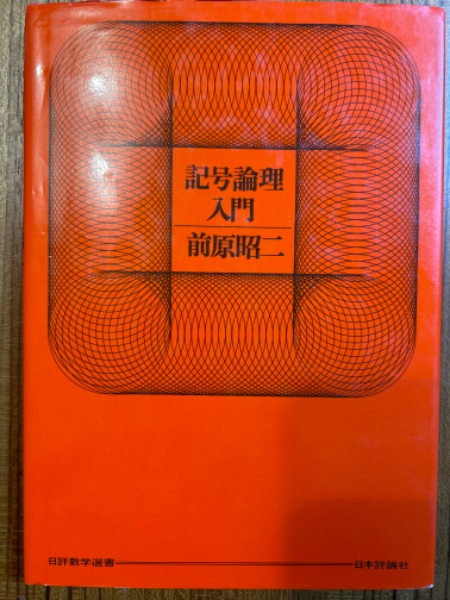 記号論理
入門
前原昭二
日評数学選書
日本評論社